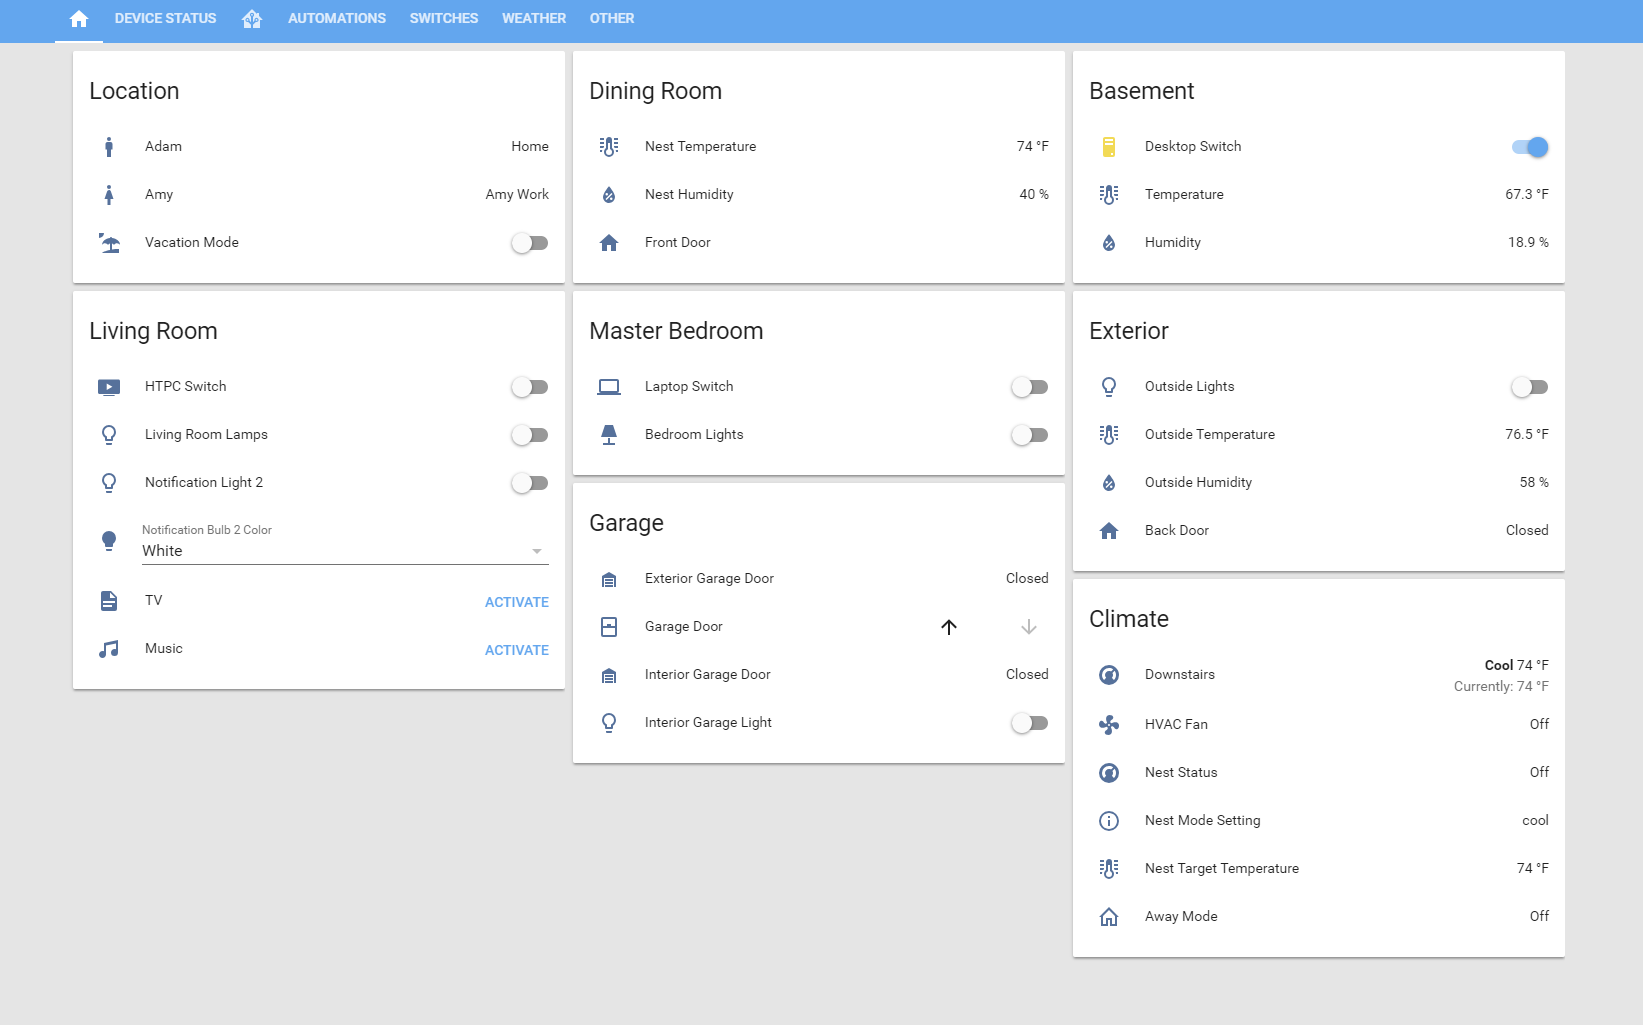 DEVICE STATUS AUTOMATIONS SWITCHES WEATHER OTHER
Location
Adam Home
Amy Amy Work
Vacation Mode
Living Room
HTPC Switch
Living Room Lamps
Notification Light 2
Notification Bulb 2 Color
White
TV ACTIVATE
Music ACTIVATE
Dining Room
Nest Temperature 74 °F
Nest Humidity 40 %
Front Door
Master Bedroom
Laptop Switch
Bedroom Lights
Garage
Exterior Garage Door Closed
Garage Door
Interior Garage Door Closed
Interior Garage Light
Basement
Desktop Switch
Temperature 67.3 °F
Humidity 18.9 %
Exterior
Outside Lights
Outside Temperature 76.5 °F
Outside Humidity 58 %
Back Door Closed
Climate
Downstairs Cool 74 °F
Currently: 74 °F
HVAC Fan Off
Nest Status Off
Nest Mode Setting cool
Nest Target Temperature 74 °F
Away Mode Off